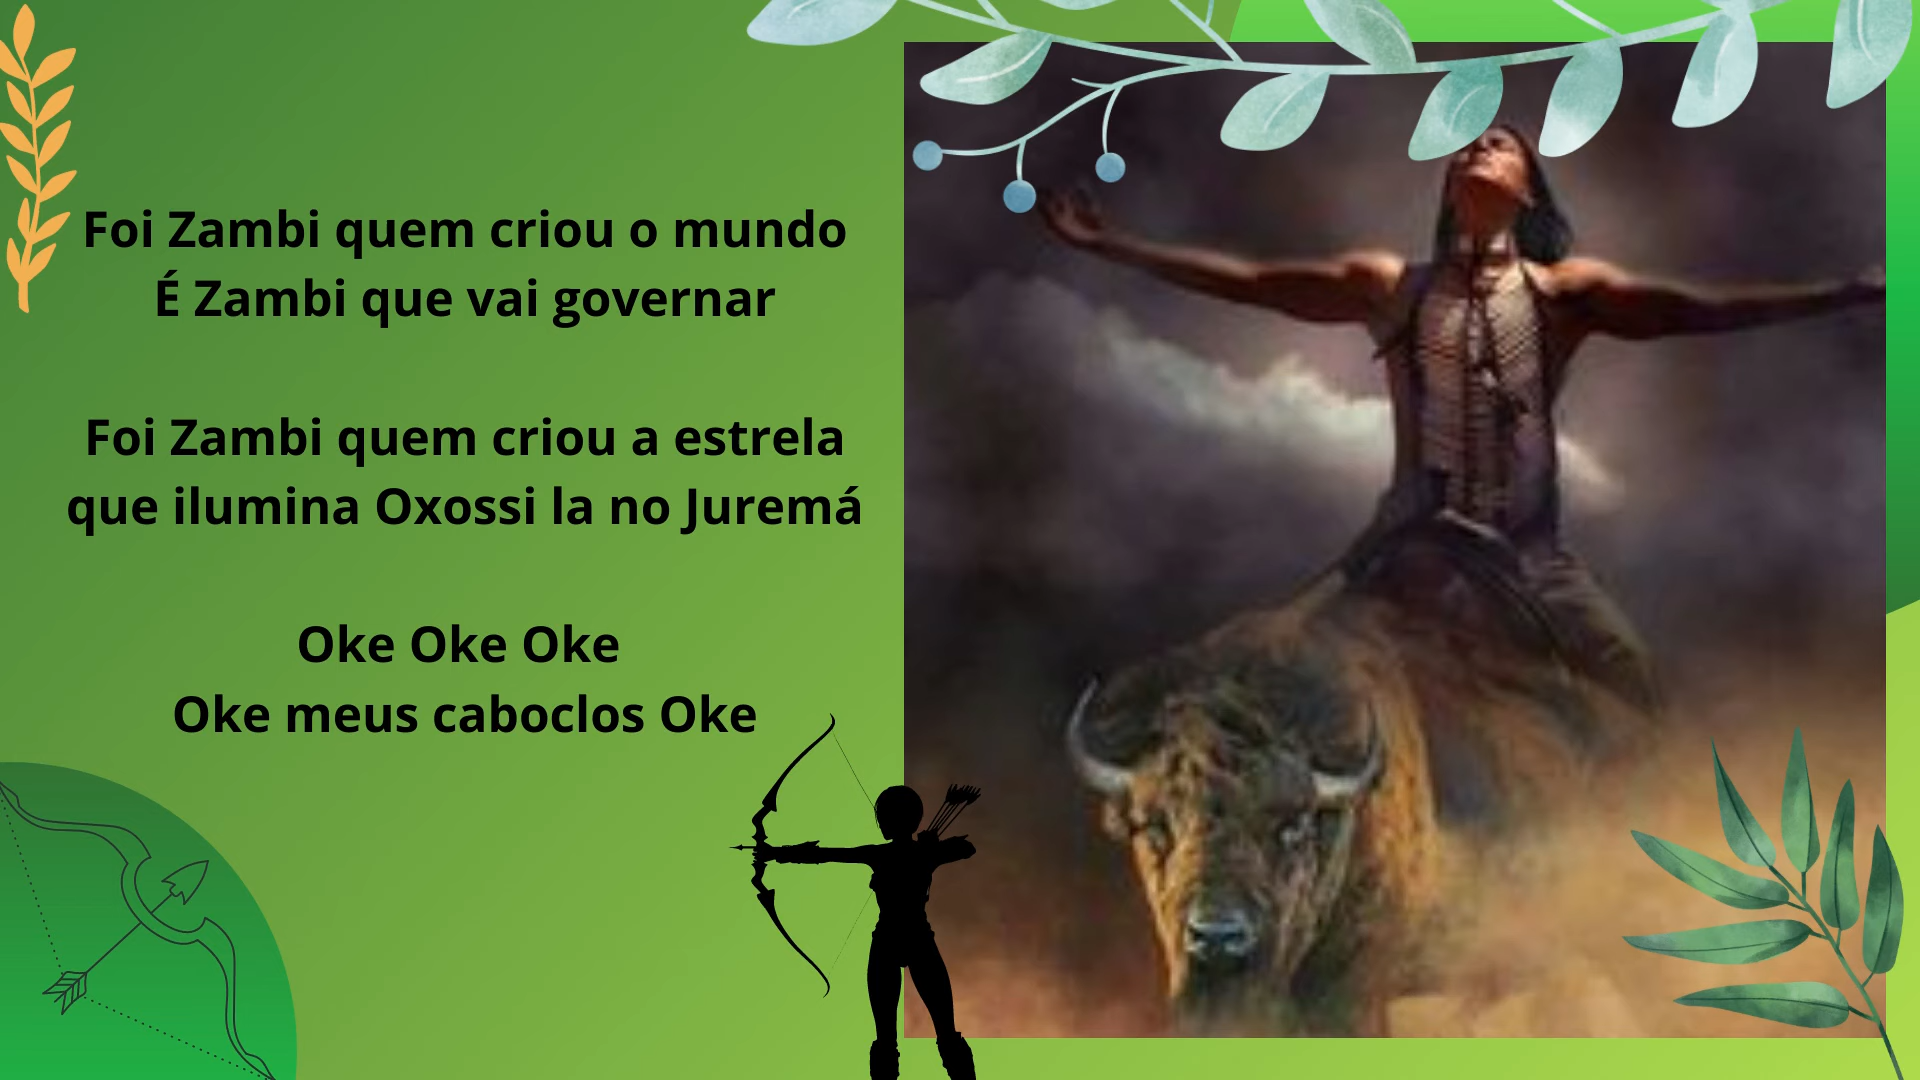 Foi Zambi quem criou o mundo
É Zambi que vai governar
Foi Zambi quem criou a estrela
que ilumina Oxossi la no Juremá
Oke Oke Oke
Oke meus caboclos Oke